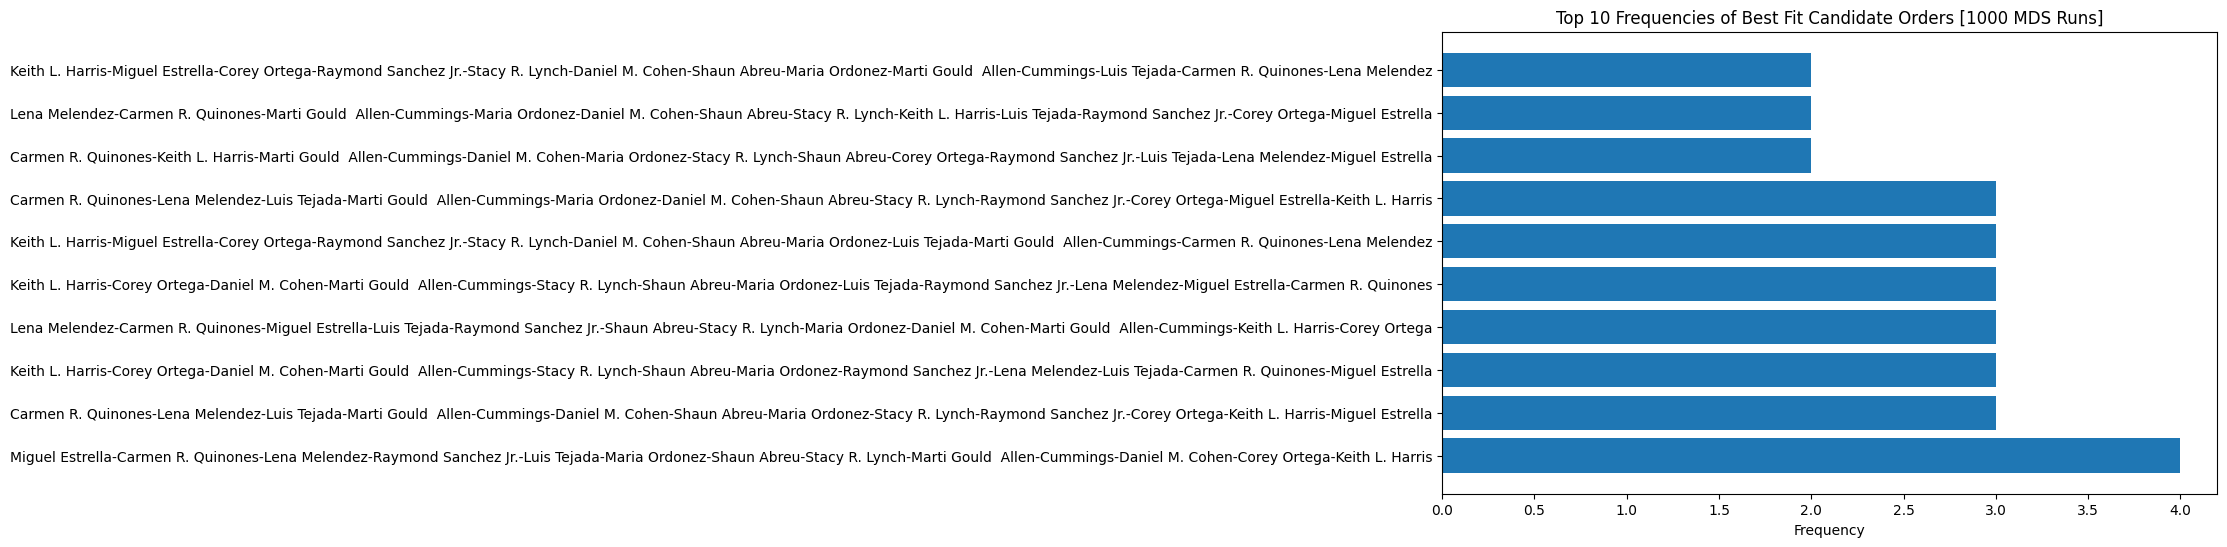 Top 10 Frequencies of Best Fit Candidate Orders [1000 MDS Runs]
Keith L. Harris-Miguel Estrella-Corey Ortega-Raymond Sanchez Jr.-Stacy R. Lynch-Daniel M. Cohen-Shaun Abreu-Maria Ordonez-Marti Gould  Allen-Cummings-Luis Tejada-Carmen R. Quinones-Lena Melendez
Lena Melendez-Carmen R. Quinones-Marti Gould  Allen-Cummings-Maria Ordonez-Daniel M. Cohen-Shaun Abreu-Stacy R. Lynch-Keith L. Harris-Luis Tejada-Raymond Sanchez Jr.-Corey Ortega-Miguel Estrella
Carmen R. Quinones-Keith L. Harris-Marti Gould  Allen-Cummings-Daniel M. Cohen-Maria Ordonez-Stacy R. Lynch-Shaun Abreu-Corey Ortega-Raymond Sanchez Jr.-Luis Tejada-Lena Melendez-Miguel Estrella
Carmen R. Quinones-Lena Melendez-Luis Tejada-Marti Gould  Allen-Cummings-Maria Ordonez-Daniel M. Cohen-Shaun Abreu-Stacy R. Lynch-Raymond Sanchez Jr.-Corey Ortega-Miguel Estrella-Keith L. Harris
Keith L. Harris-Miguel Estrella-Corey Ortega-Raymond Sanchez Jr.-Stacy R. Lynch-Daniel M. Cohen-Shaun Abreu-Maria Ordonez-Luis Tejada-Marti Gould  Allen-Cummings-Carmen R. Quinones-Lena Melendez
Keith L. Harris-Corey Ortega-Daniel M. Cohen-Marti Gould  Allen-Cummings-Stacy R. Lynch-Shaun Abreu-Maria Ordonez-Luis Tejada-Raymond Sanchez Jr.-Lena Melendez-Miguel Estrella-Carmen R. Quinones
Lena Melendez-Carmen R. Quinones-Miguel Estrella-Luis Tejada-Raymond Sanchez Jr.-Shaun Abreu-Stacy R. Lynch-Maria Ordonez-Daniel M. Cohen-Marti Gould  Allen-Cummings-Keith L. Harris-Corey Ortega
Keith L. Harris-Corey Ortega-Daniel M. Cohen-Marti Gould  Allen-Cummings-Stacy R. Lynch-Shaun Abreu-Maria Ordonez-Raymond Sanchez Jr.-Lena Melendez-Luis Tejada-Carmen R. Quinones-Miguel Estrella
Carmen R. Quinones-Lena Melendez-Luis Tejada-Marti Gould  Allen-Cummings-Daniel M. Cohen-Shaun Abreu-Maria Ordonez-Stacy R. Lynch-Raymond Sanchez Jr.-Corey Ortega-Keith L. Harris-Miguel Estrella
Miguel Estrella-Carmen R. Quinones-Lena Melendez-Raymond Sanchez Jr.-Luis Tejada-Maria Ordonez-Shaun Abreu-Stacy R. Lynch-Marti Gould  Allen-Cummings-Daniel M. Cohen-Corey Ortega-Keith L. Harris
0.0 0.5 1.0 1.5 2.0 2.5 3.0 3.5 4.0
Frequency